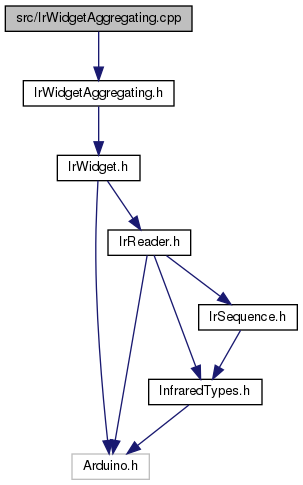 src/IrWidgetAggregating.cpp
IrWidgetAggregating.h
IrWidget.h
IrReader.h
IrSequence.h
InfraredTypes.h
Arduino.h